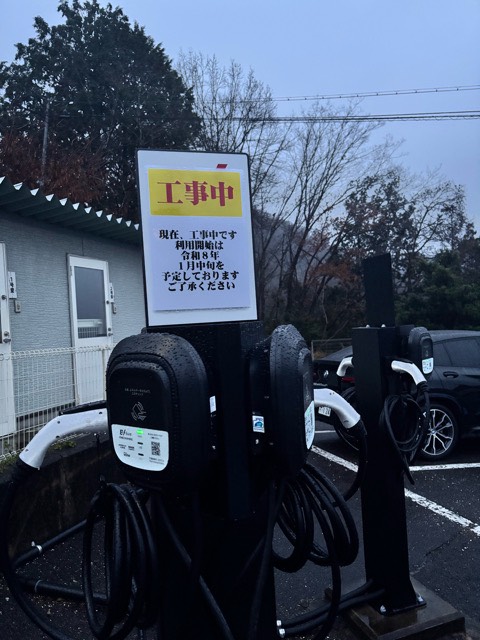 工事中
現在、工事中です
利用開始は
令和8年
1月中旬を
予定しております
ご了承ください